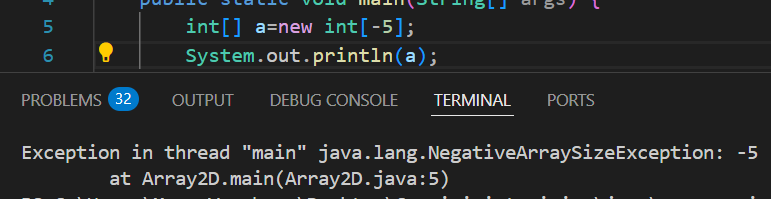 4 public static void main(String[] args) {
5 int[] a=new int[-5];
6 System.out.println(a);
PROBLEMS 32 OUTPUT DEBUG CONSOLE TERMINAL PORTS
Exception in thread "main" java.lang.NegativeArraySizeException: -5
at Array2D.main(Array2D.java:5)